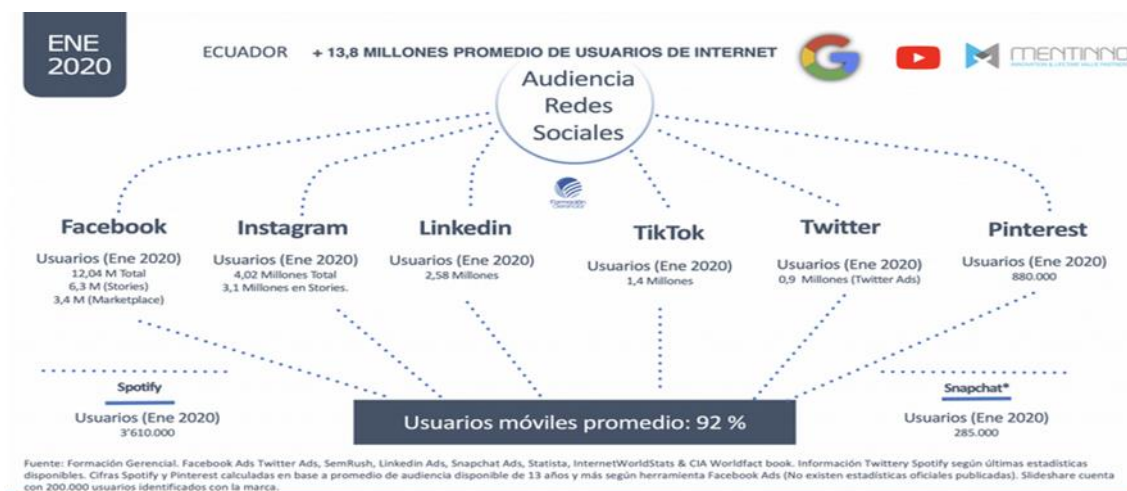 ENE
2020
ECUADOR + 13,8 MILLONES PROMEDIO DE USUARIOS DE INTERNET
MENTINNO
INNOVATION & LIFETIME VALUE PARTNERS
Audiencia
Redes
Sociales
Formación
Gerencial
Facebook
Usuarios (Ene 2020)
12,04 M Total
6,3 M (Stories)
3,4 M (Marketplace)
Instagram
Usuarios (Ene 2020)
4,02 Millones Total
3,1 Millones en Stories.
Linkedin
Usuarios (Ene 2020)
2,58 Millones
TikTok
Usuarios (Ene 2020)
1,4 Millones
Twitter
Usuarios (Ene 2020)
0,9 Millones (Twitter Ads)
Pinterest
Usuarios (Ene 2020)
880.000
Spotify
Usuarios (Ene 2020)
3'610.000
Usuarios móviles promedio: 92 %
Snapchat*
Usuarios (Ene 2020)
285.000
Fuente: Formación Gerencial. Facebook Ads Twitter Ads, SemRush, Linkedin Ads, Snapchat Ads, Statista, InternetWorldStats & CIA Worldfact book. Información Twittery Spotify según últimas estadísticas
disponibles. Cifras Spotify y Pinterest calculadas en base a promedio de audiencia disponible de 13 años y más según herramienta Facebook Ads (No existen estadísticas oficiales publicadas). Slideshare cuenta
con 200.000 usuarios identificados con la marca.